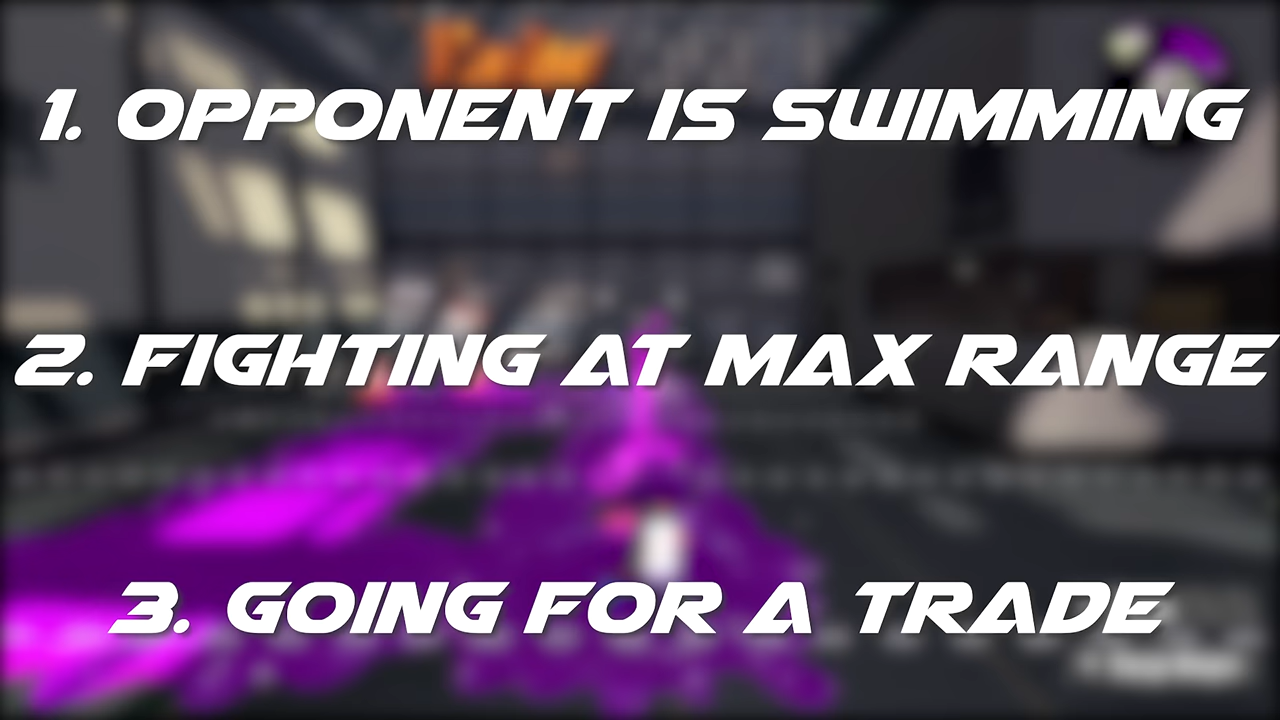 1. OPPONENT IS SWIMMING
2. FIGHTING AT MAX RANGE
3. GOING FOR A TRADE